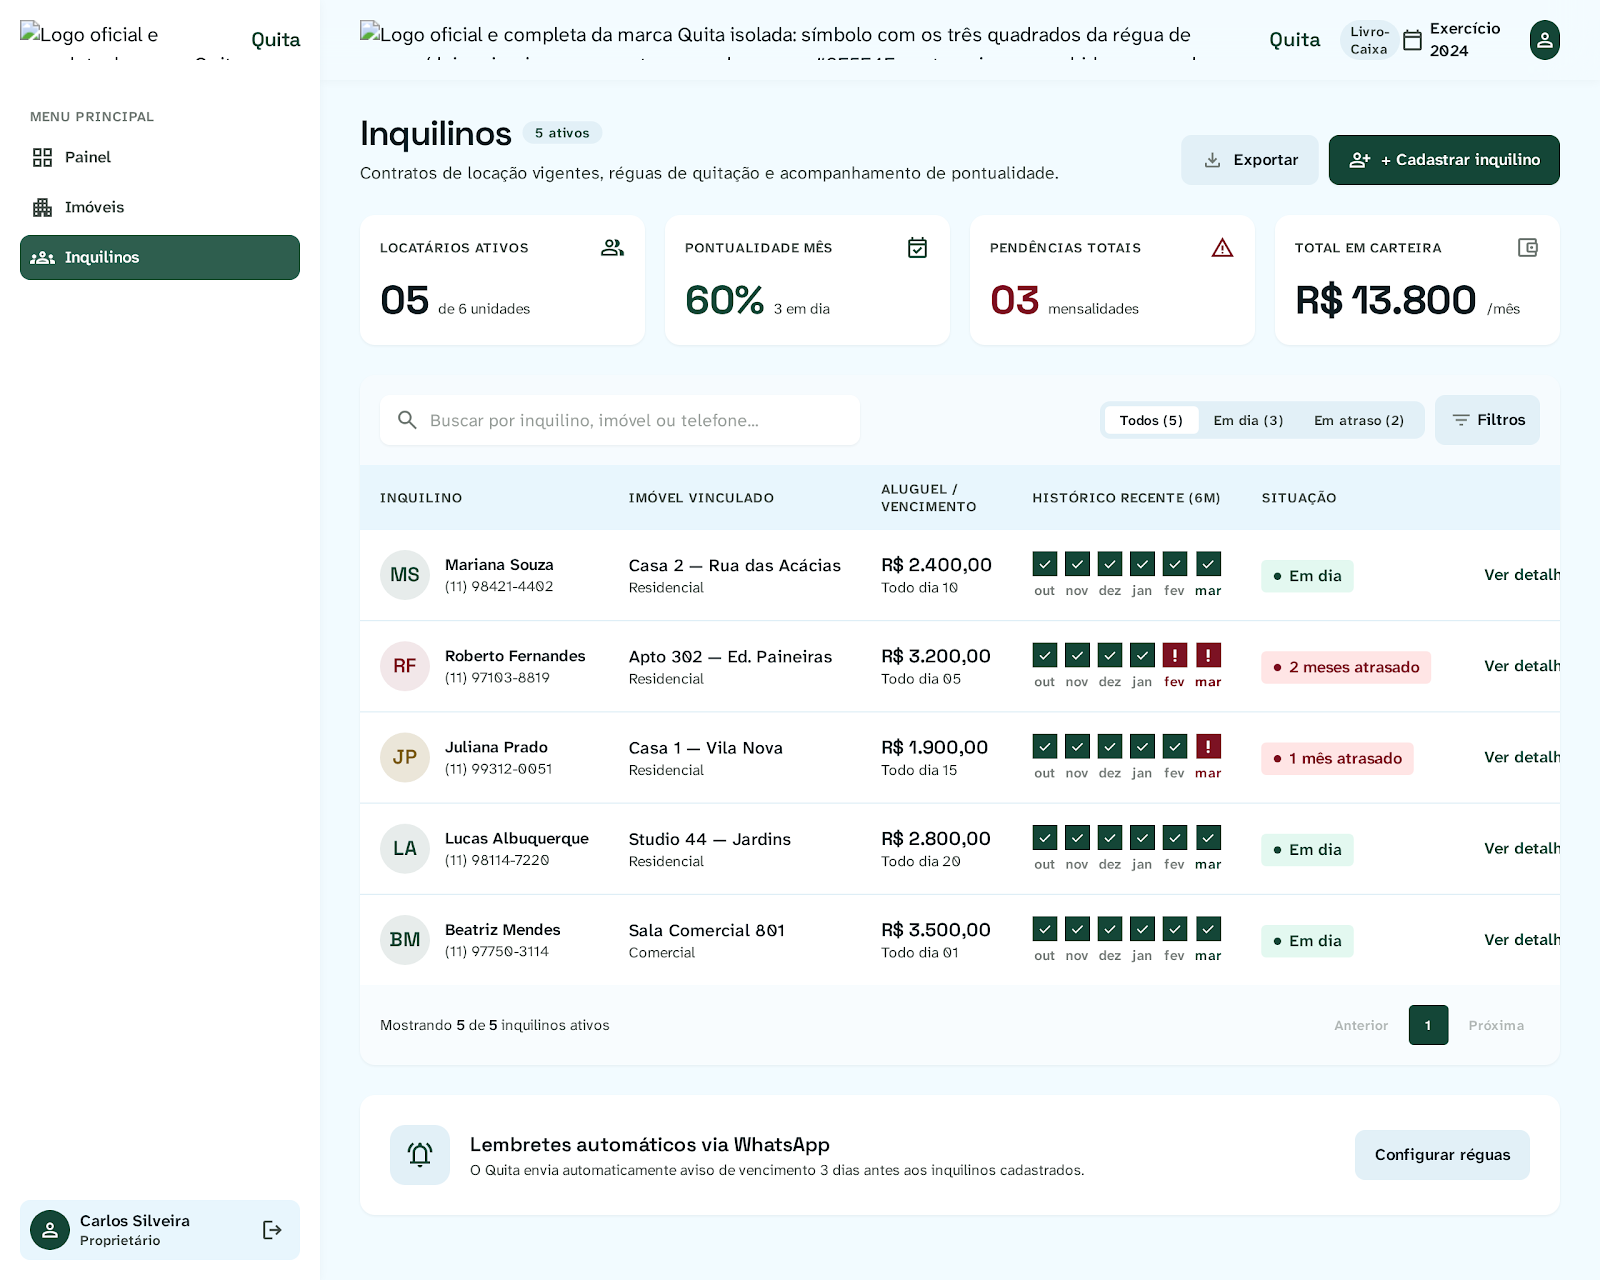 Logo oficial e
Quita
Logo oficial e completa da marca Quita isolada: símbolo com os três quadrados da régua de
Quita
Livro-
Caixa
Exercício
2024
MENU PRINCIPAL
Painel
Imóveis
Inquilinos
Inquilinos
5 ativos
Contratos de locação vigentes, réguas de quitação e acompanhamento de pontualidade.
Exportar
+ Cadastrar inquilino
LOCATÁRIOS ATIVOS
05 de 6 unidades
PONTUALIDADE MÊS
60% 3 em dia
PENDÊNCIAS TOTAIS
03 mensalidades
TOTAL EM CARTEIRA
R$ 13.800 /mês
Buscar por inquilino, imóvel ou telefone...
Todos (5)
Em dia (3)
Em atraso (2)
Filtros
INQUILINO
IMÓVEL VINCULADO
ALUGUEL /
VENCIMENTO
HISTÓRICO RECENTE (6M)
SITUAÇÃO
MS
Mariana Souza
(11) 98421-4402
Casa 2 — Rua das Acácias
Residencial
R$ 2.400,00
Todo dia 10
out nov dez jan fev mar
Em dia
Ver detalh
RF
Roberto Fernandes
(11) 97103-8819
Apto 302 — Ed. Paineiras
Residencial
R$ 3.200,00
Todo dia 05
! !
out nov dez jan fev mar
2 meses atrasado
Ver detalh
JP
Juliana Prado
(11) 99312-0051
Casa 1 — Vila Nova
Residencial
R$ 1.900,00
Todo dia 15
!
out nov dez jan fev mar
1 mês atrasado
Ver detalh
LA
Lucas Albuquerque
(11) 98114-7220
Studio 44 — Jardins
Residencial
R$ 2.800,00
Todo dia 20
out nov dez jan fev mar
Em dia
Ver detalh
BM
Beatriz Mendes
(11) 97750-3114
Sala Comercial 801
Comercial
R$ 3.500,00
Todo dia 01
out nov dez jan fev mar
Em dia
Ver detalh
Mostrando 5 de 5 inquilinos ativos
Anterior
1
Próxima
Lembretes automáticos via WhatsApp
O Quita envia automaticamente aviso de vencimento 3 dias antes aos inquilinos cadastrados.
Configurar réguas
Carlos Silveira
Proprietário